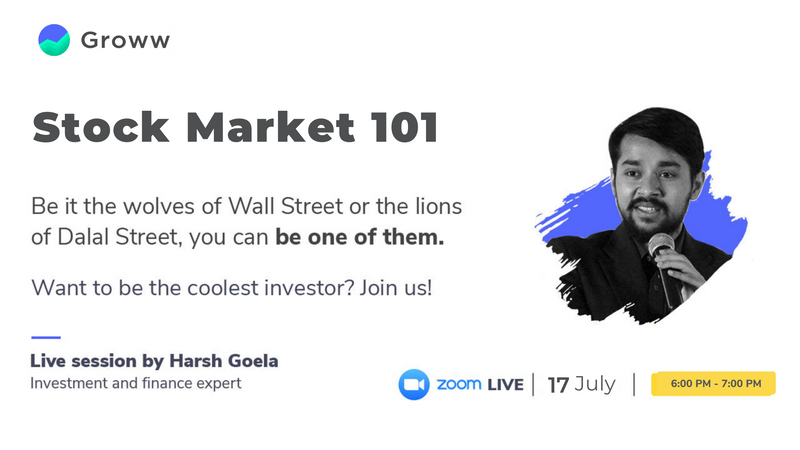 Groww
Stock Market 101
Be it the wolves of Wall Street or the lions
of Dalal Street, you can be one of them.
Want to be the coolest investor? Join us!
Live session by Harsh Goela
Investment and finance expert
zoom LIVE | 17 July | 6:00 PM - 7:00 PM